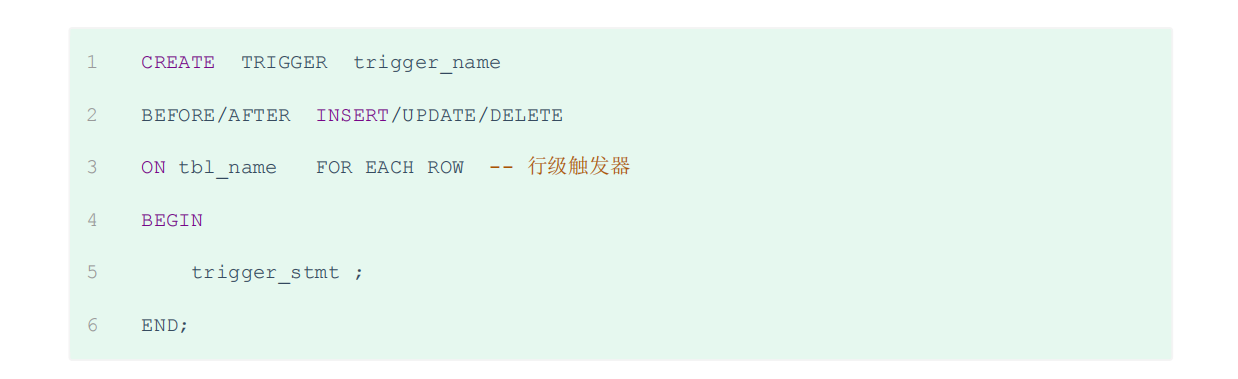 1 CREATE TRIGGER trigger_name
2 BEFORE/AFTER INSERT/UPDATE/DELETE
3 ON tbl_name FOR EACH ROW -- 行级触发器
4 BEGIN
5 trigger_stmt ;
6 END;